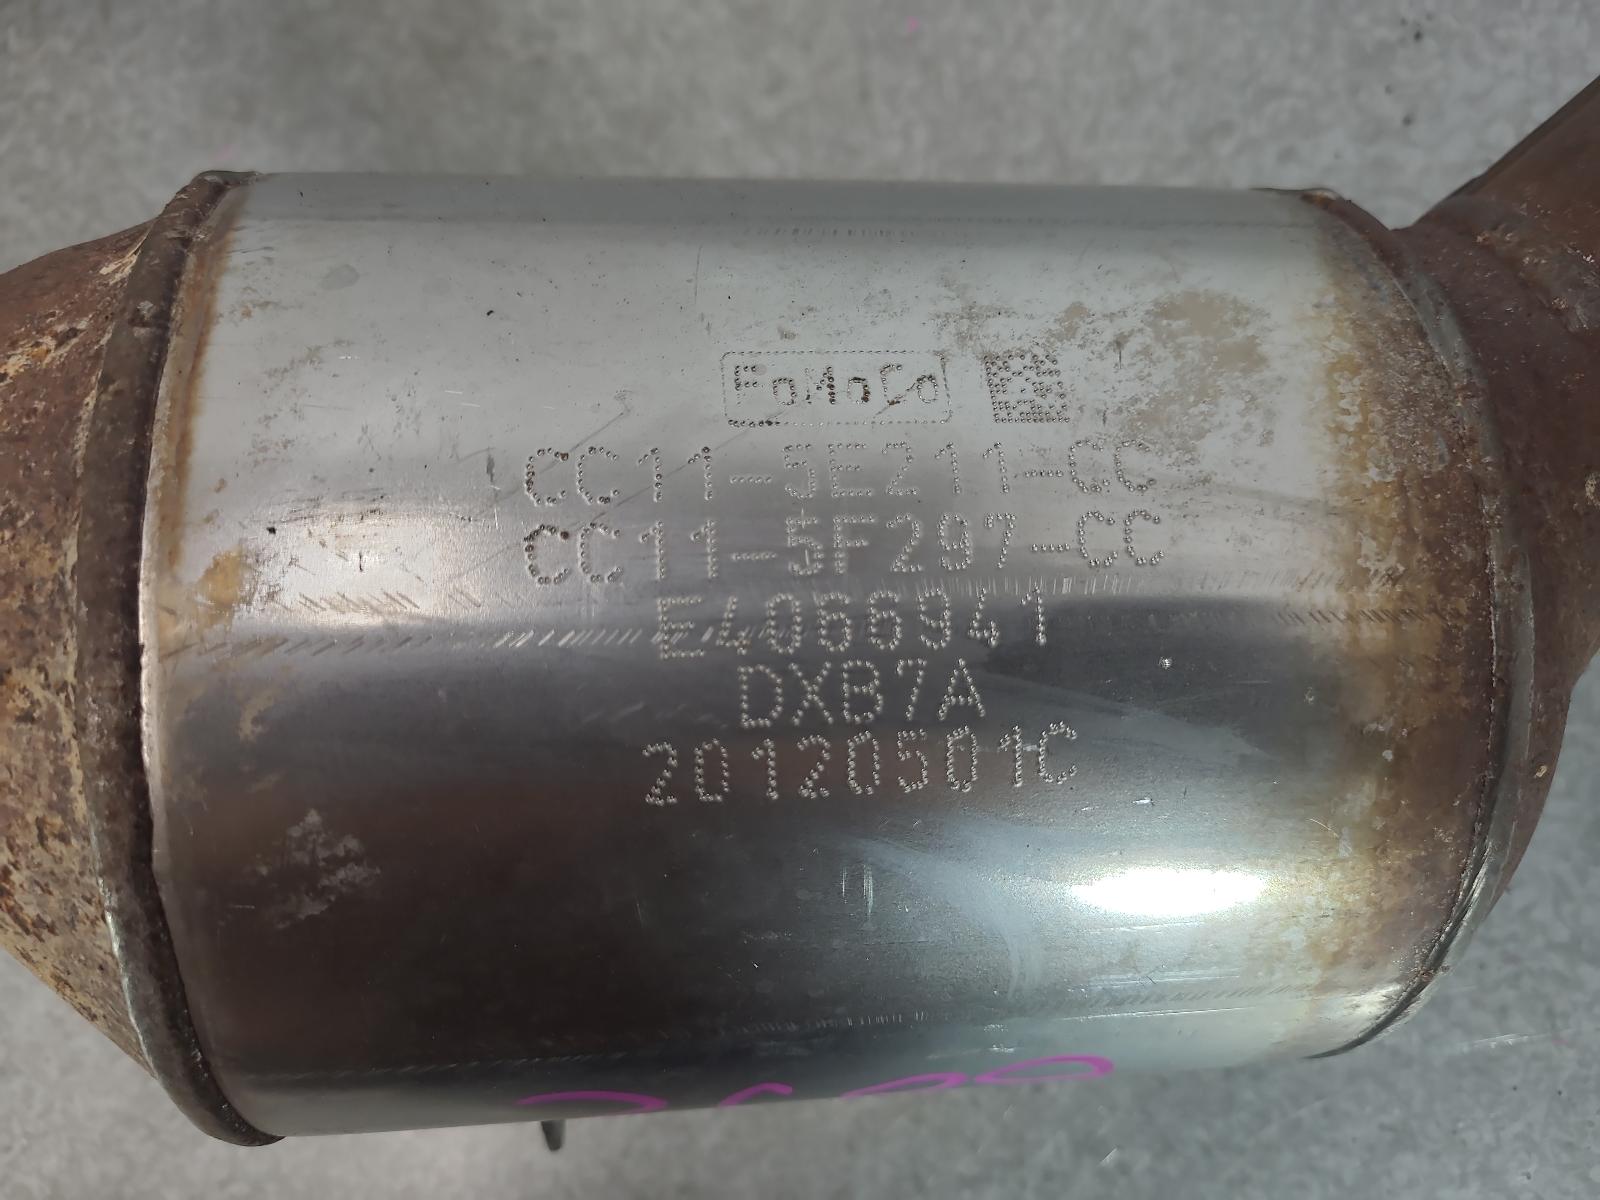 FoMoCo
CC11-5E211-CC
CC11-5F297-CC
E4066941
DXB7A
20120501C